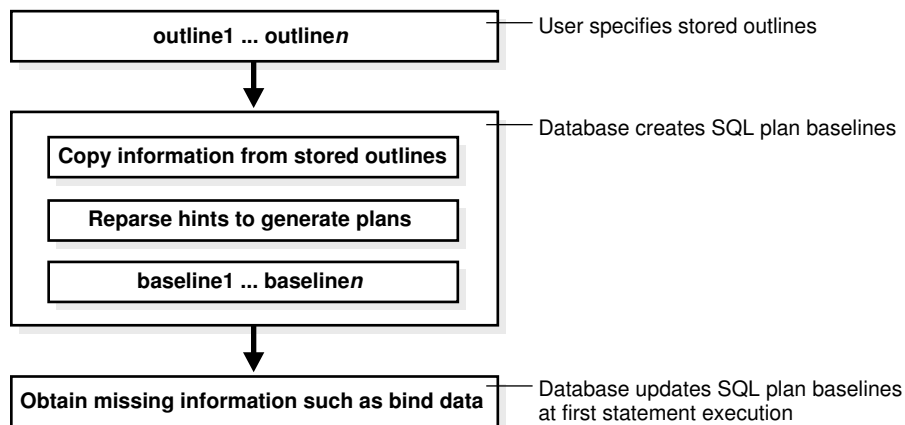 outline1 ... outlinen
User specifies stored outlines
Database creates SQL plan baselines
Copy information from stored outlines
Reparse hints to generate plans
baseline1 ... baselinen
Obtain missing information such as bind data
Database updates SQL plan baselines
at first statement execution